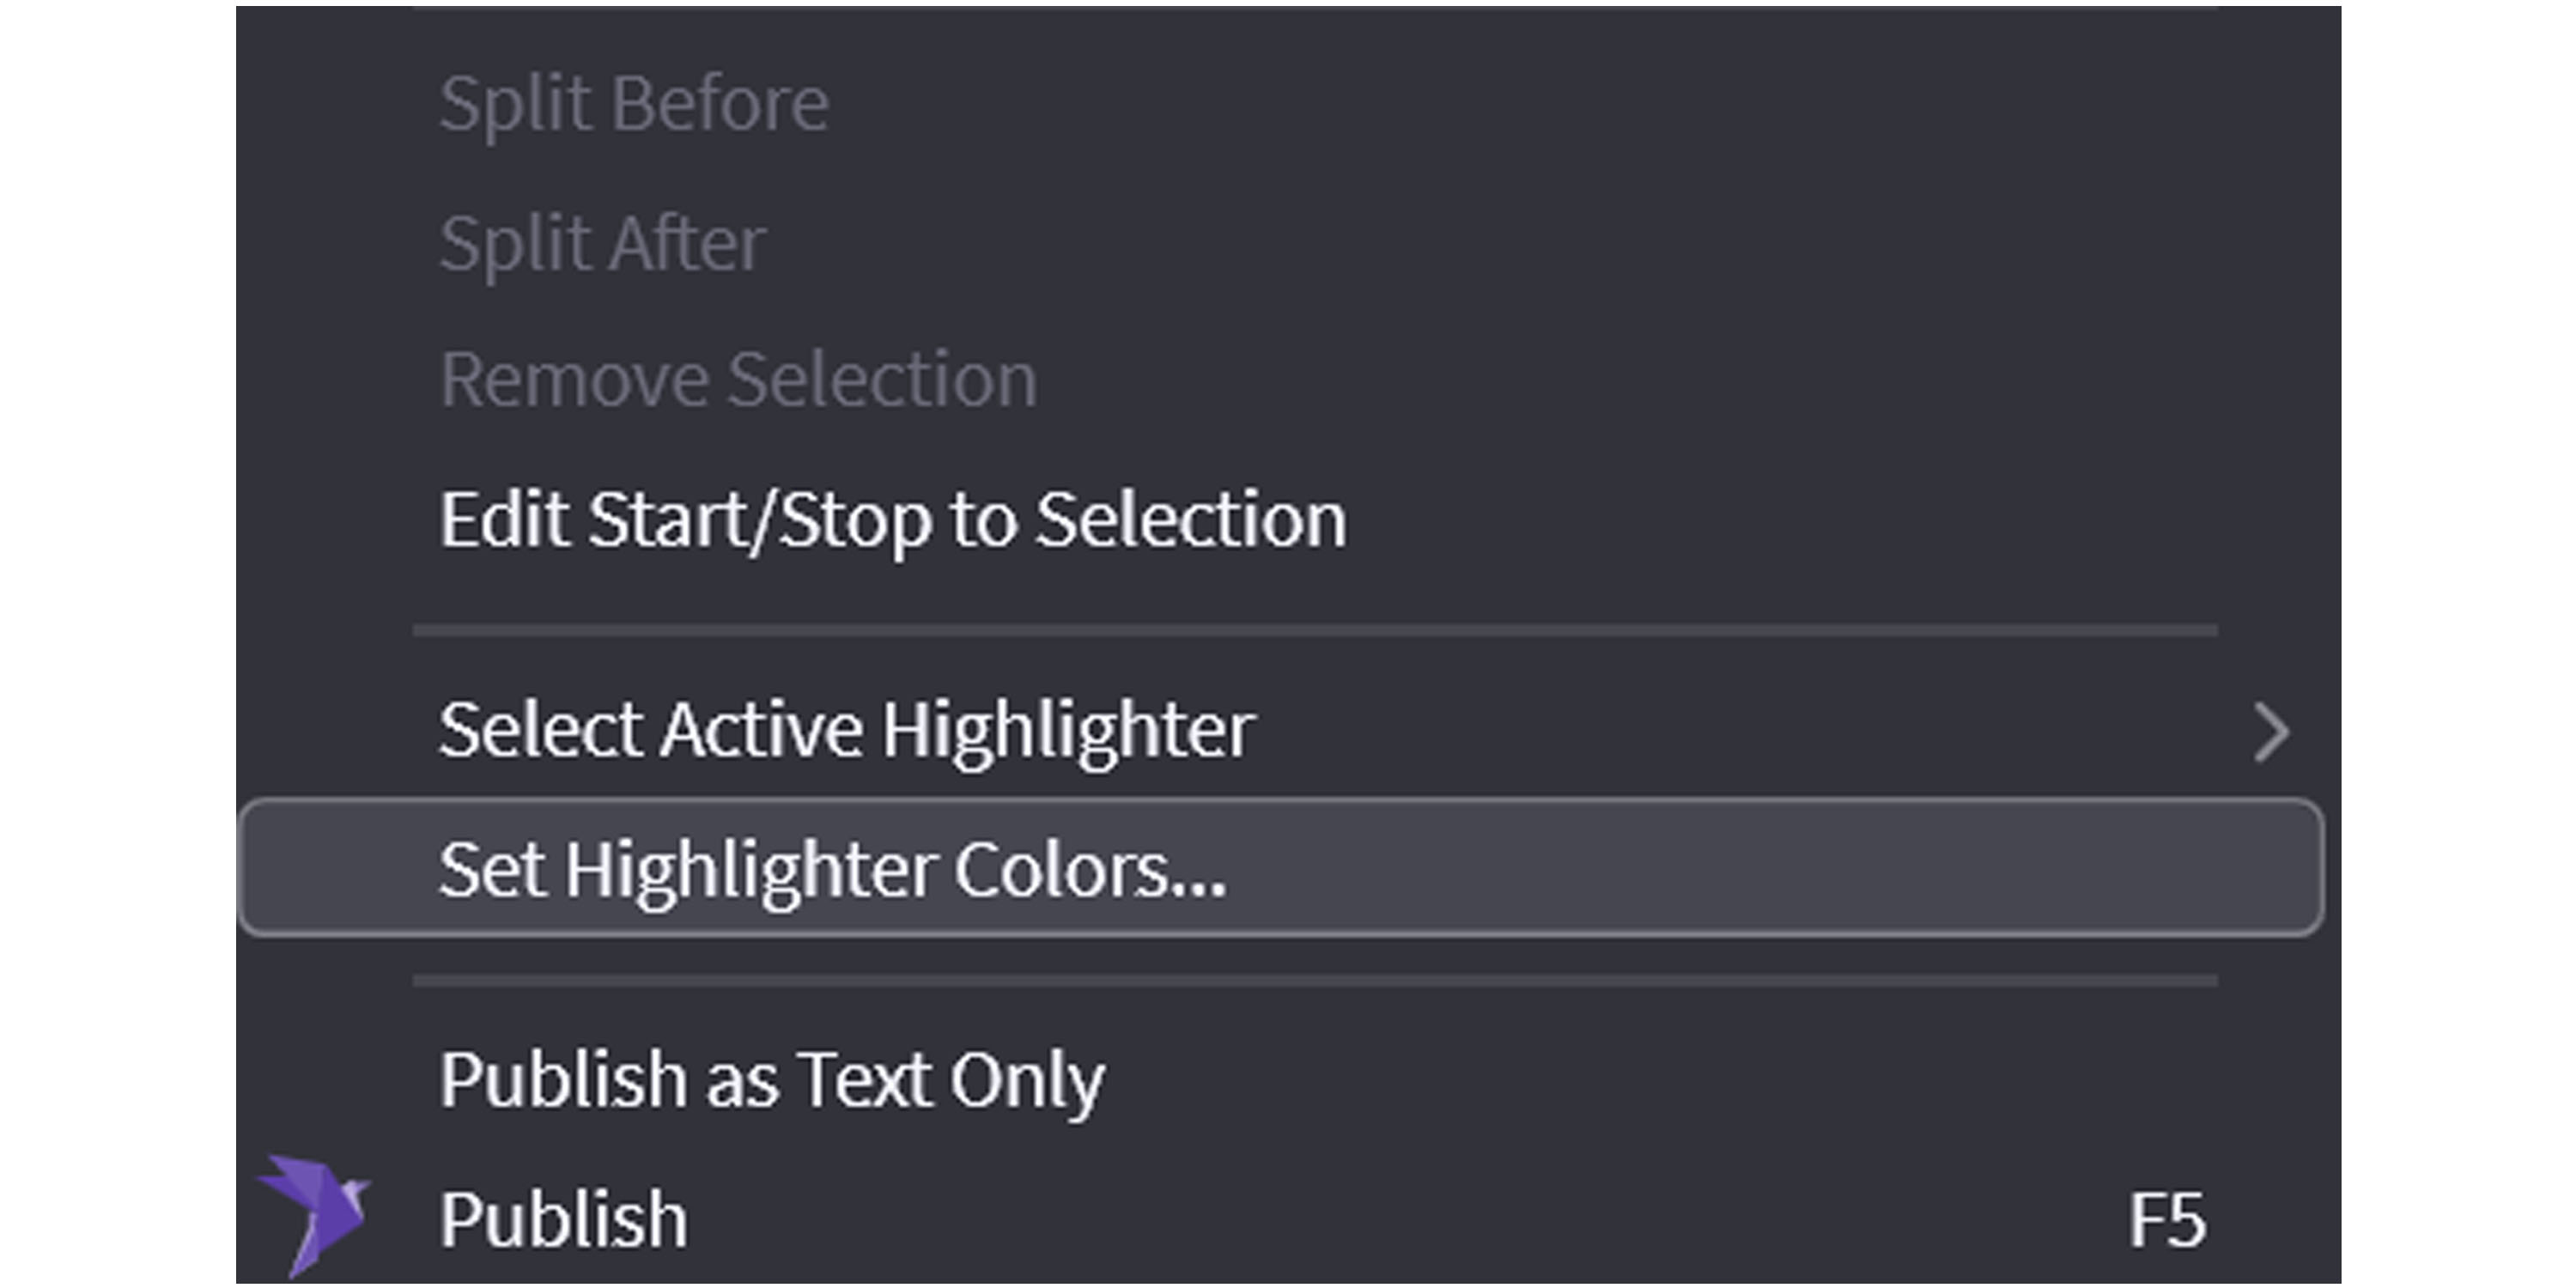 Split Before
Split After
Remove Selection
Edit Start/Stop to Selection
Select Active Highlighter
Set Highlighter Colors...
Publish as Text Only
Publish F5